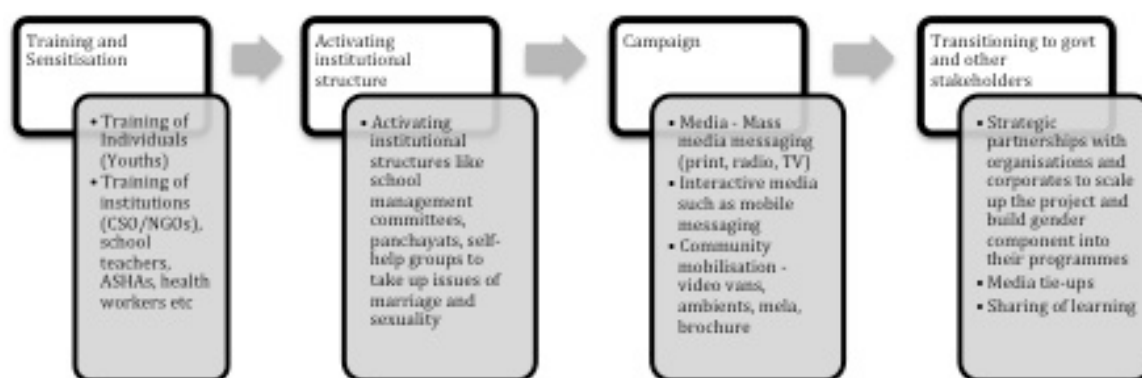 Training and
Sensitisation
• Training of
Individuals
(Youths)
• Training of
institutions
(CSO/NGOs),
school
teachers,
ASHAs, health
workers etc
Activating
institutional
structure
• Activating
institutional
structures like
school
management
committees,
panchayats, self-
help groups to
take up issues of
marriage and
sexuality
Campaign
• Media - Mass
media messaging
(print, radio, TV)
• Interactive media
such as mobile
messaging
• Community
mobilisation -
video vans,
ambients, mela,
brochure
Transitioning to govt
and other
stakeholders
• Strategic
partnerships with
organisations and
corporates to scale
up the project and
build gender
component into
their programmes
• Media tie-ups
• Sharing of learning